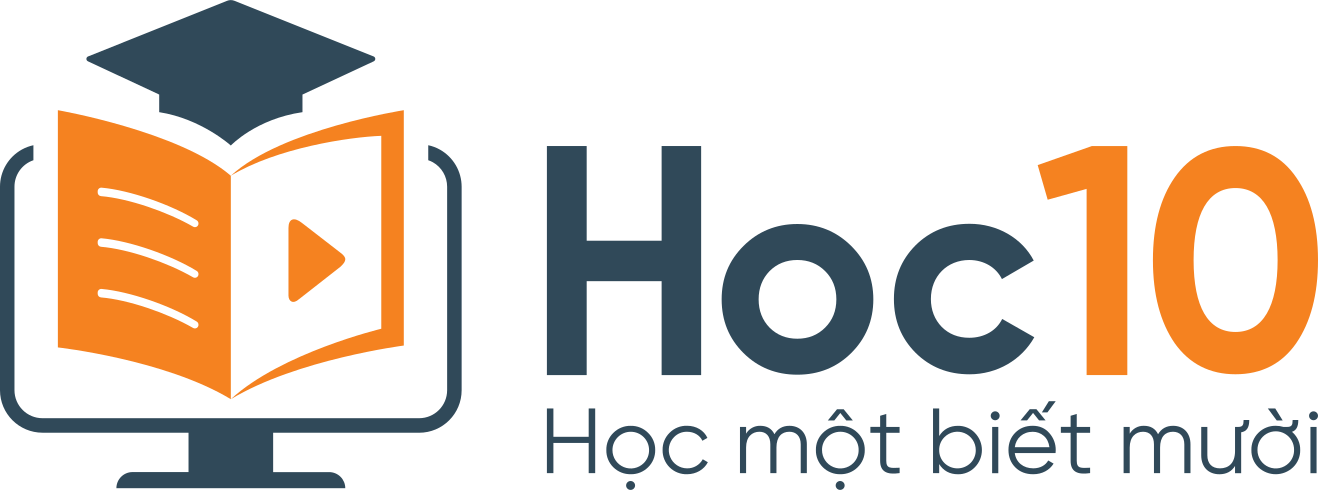 Hoc10
Học một biết mười